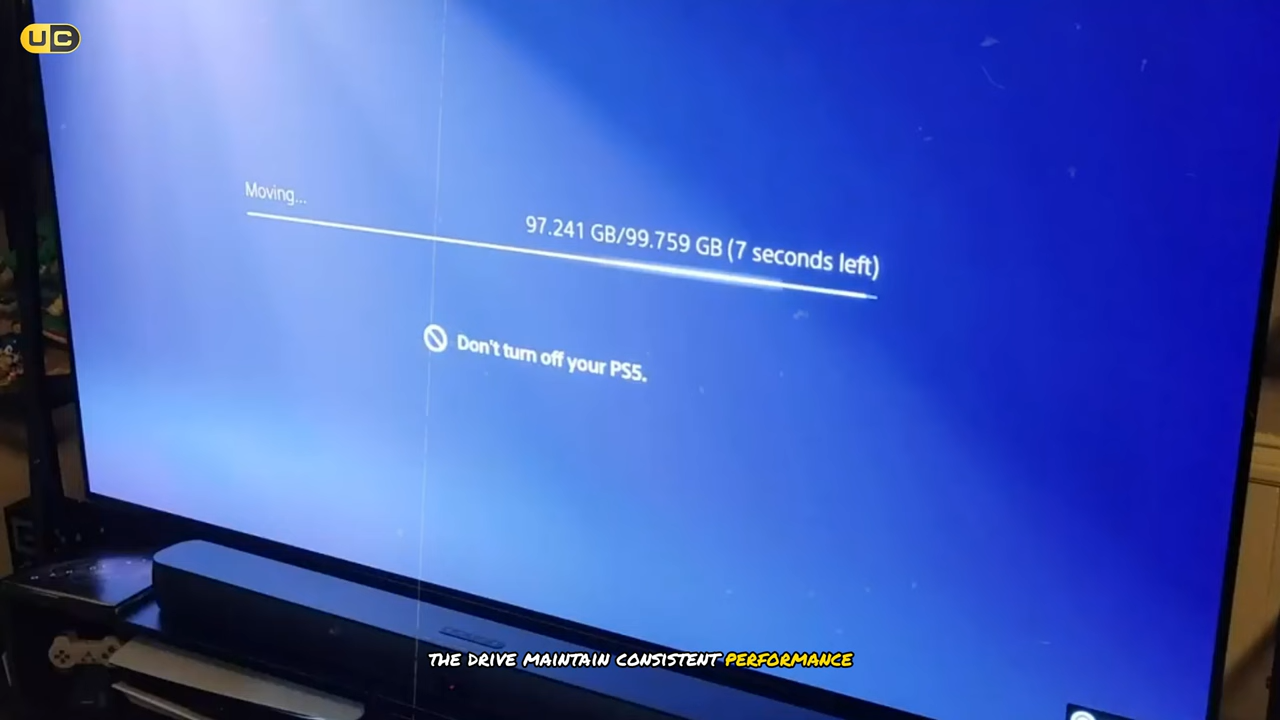 UC
Moving...
97.241 GB/99.759 GB (7 seconds left)
Don't turn off your PS5.
THE DRIVE MAINTAIN CONSISTENT PERFORMANCE